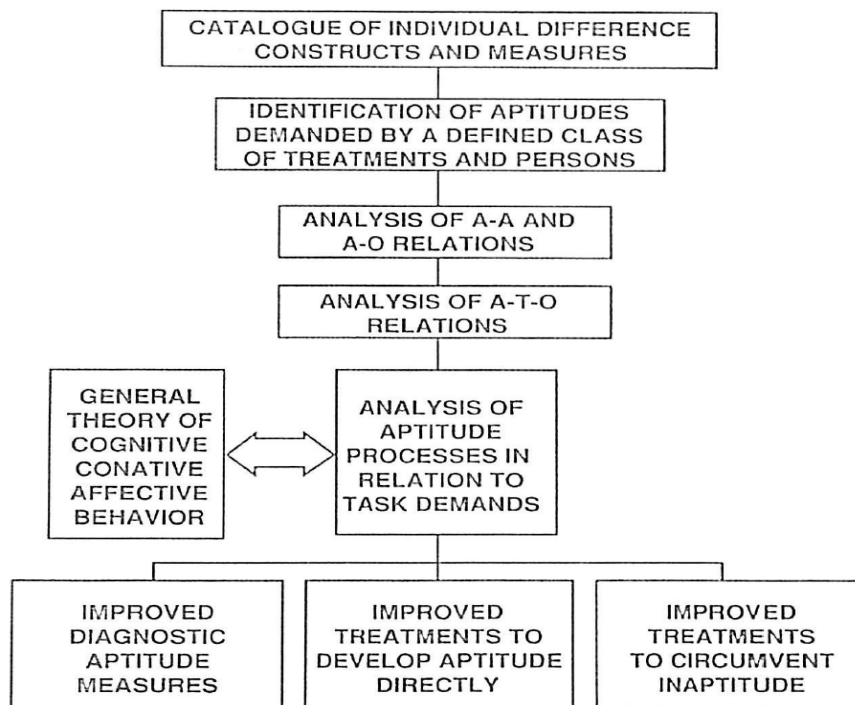 CATALOGUE OF INDIVIDUAL DIFFERENCE
CONSTRUCTS AND MEASURES
IDENTIFICATION OF APTITUDES
DEMANDED BY A DEFINED CLASS
OF TREATMENTS AND PERSONS
ANALYSIS OF A-A AND
A-O RELATIONS
ANALYSIS OF A-T-O
RELATIONS
GENERAL
THEORY OF
COGNITIVE
CONATIVE
AFFECTIVE
BEHAVIOR
ANALYSIS OF
APTITUDE
PROCESSES IN
RELATION TO
TASK DEMANDS
IMPROVED
DIAGNOSTIC
APTITUDE
MEASURES
IMPROVED
TREATMENTS TO
DEVELOP APTITUDE
DIRECTLY
IMPROVED
TREATMENTS
TO CIRCUMVENT
INAPTITUDE